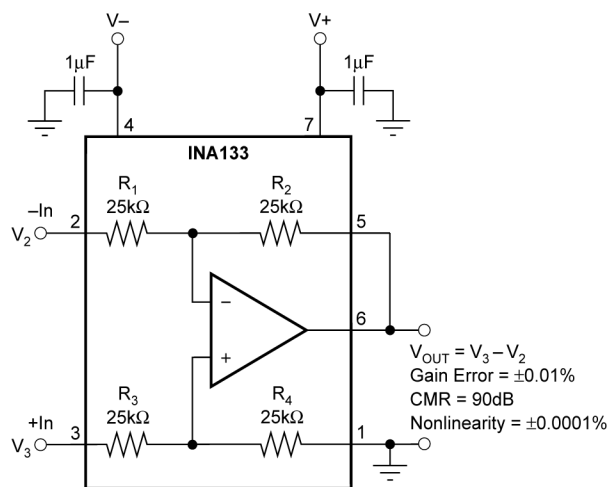 V– V+
1µF 1µF
4 7
INA133
R1 R2
–In 25kΩ 25kΩ
V2 2 5
–
6
+
VOUT = V3 – V2
Gain Error = ±0.01%
CMR = 90dB
Nonlinearity = ±0.0001%
R3 R4
+In 25kΩ 25kΩ
V3 3 1